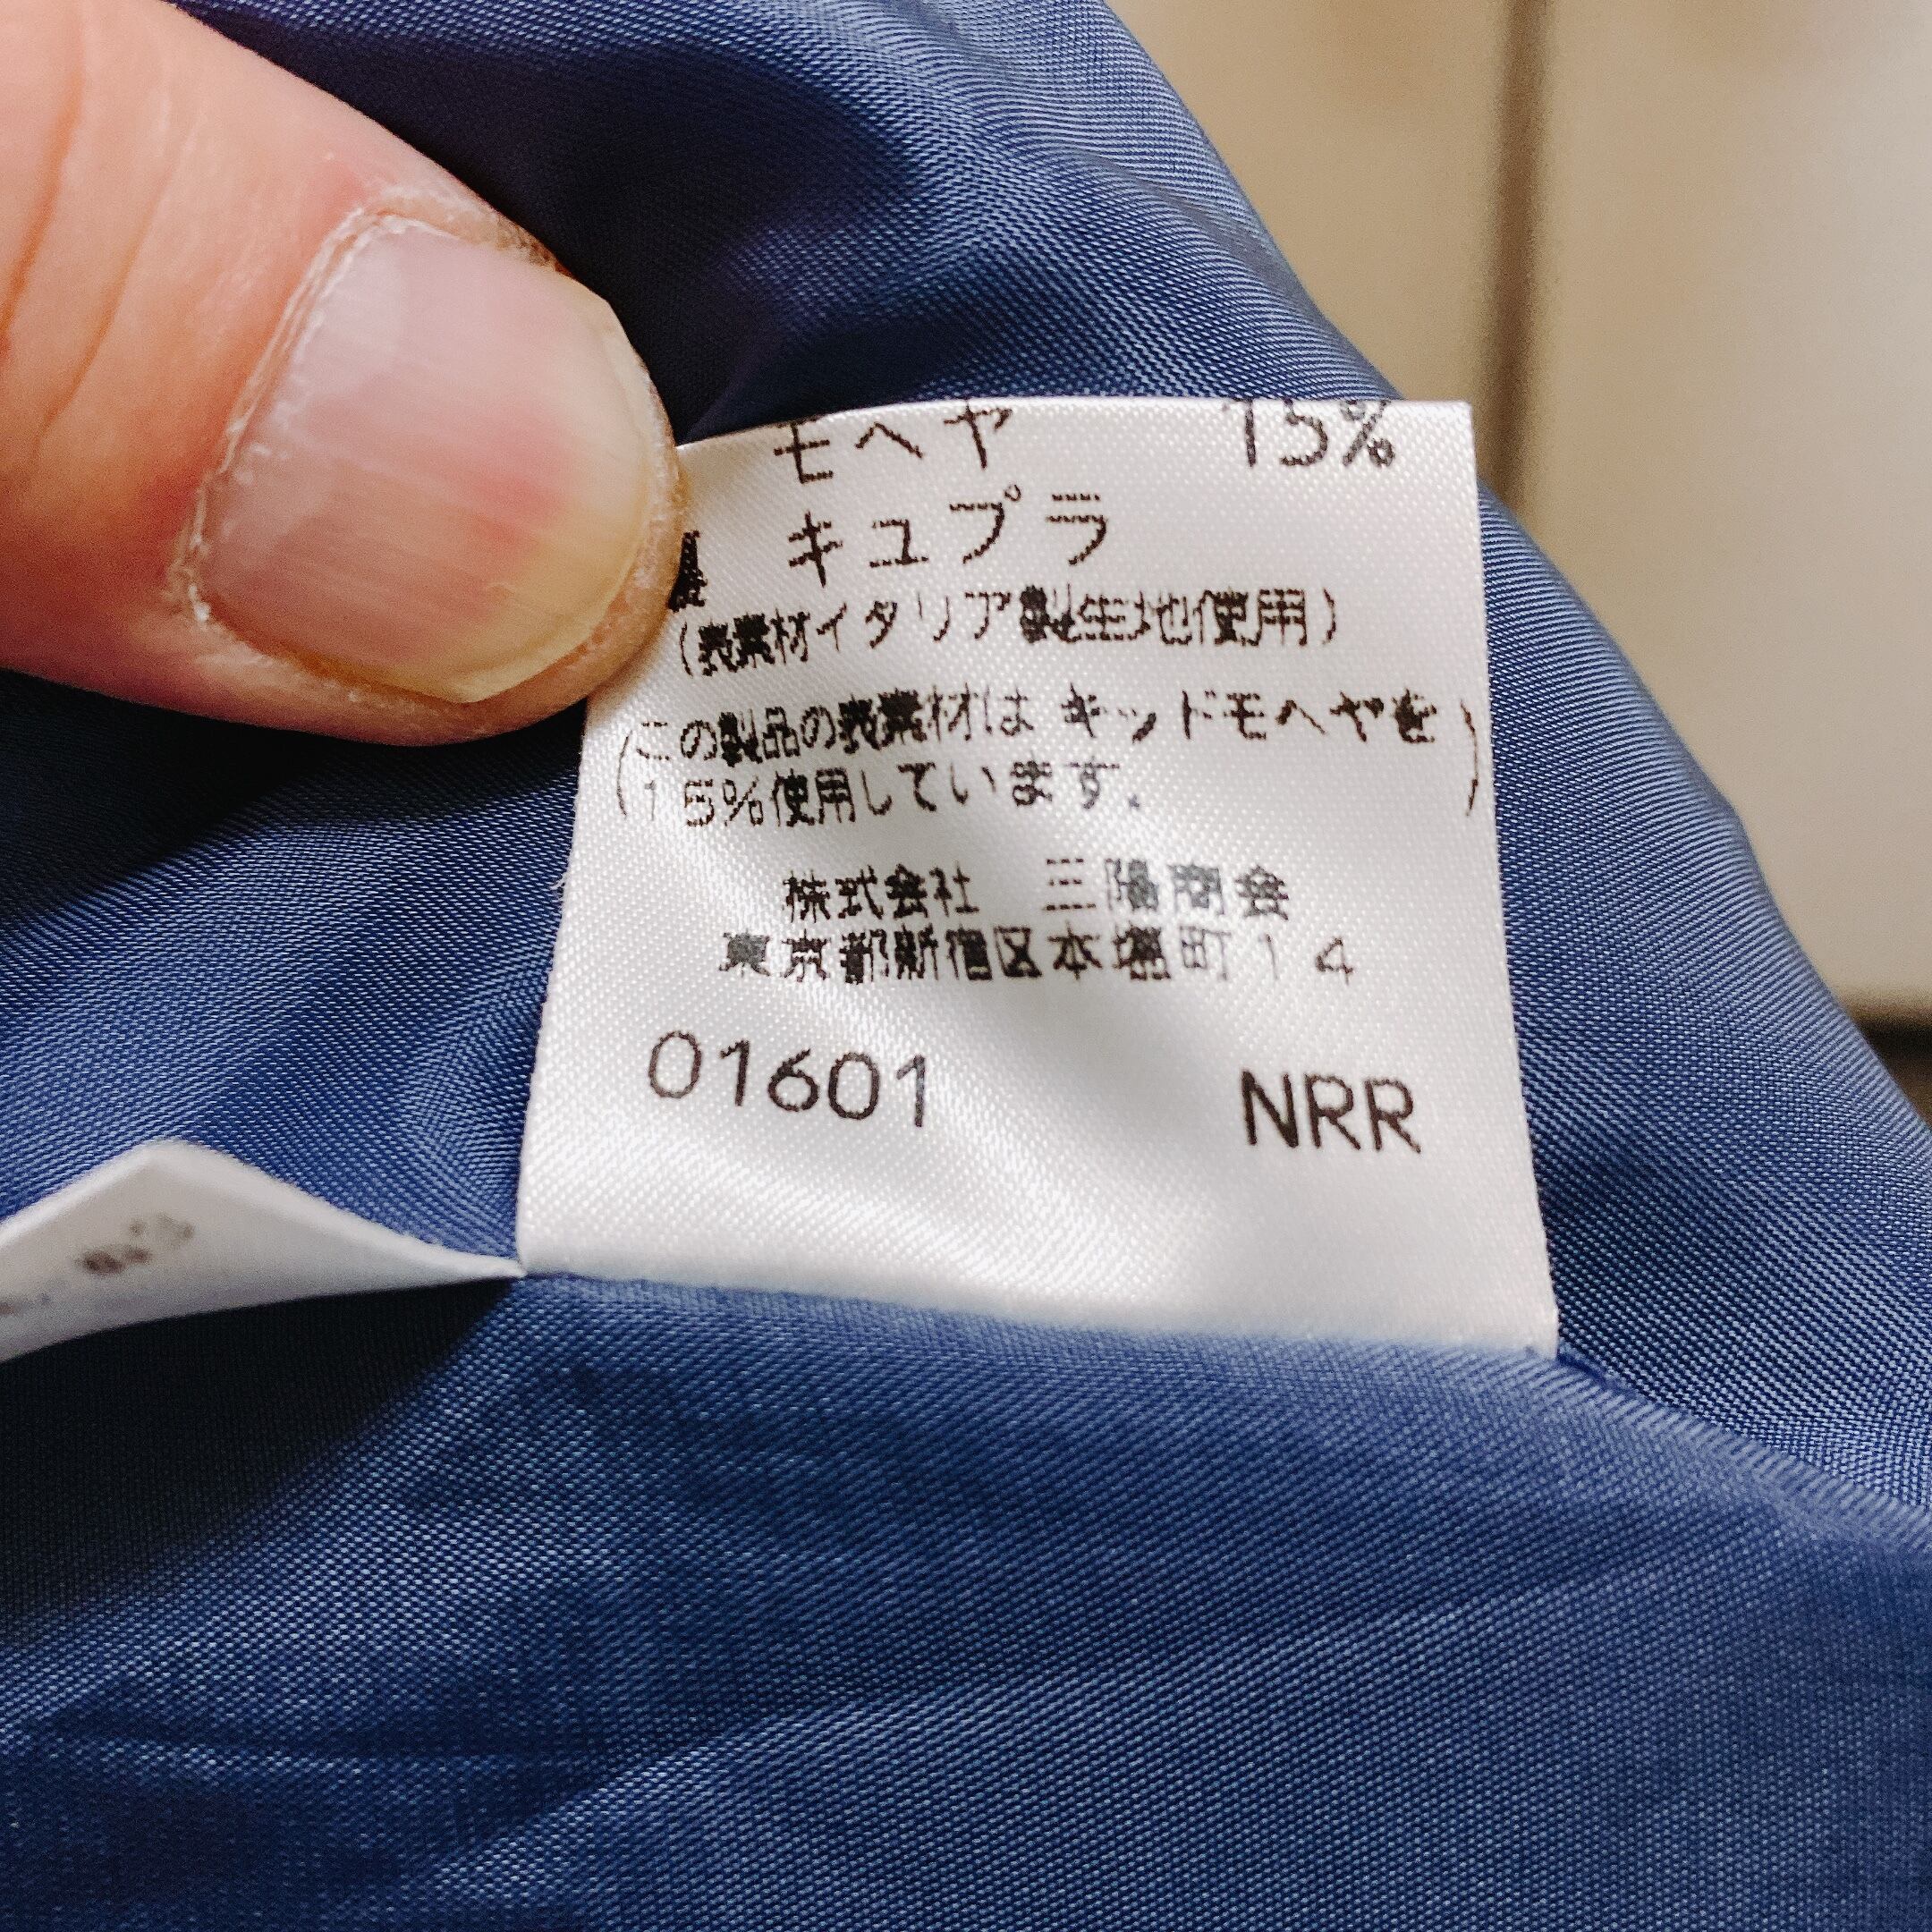 モヘヤ 15%
裏 キュプラ
(表素材イタリア製生地使用)
(この製品の表素材は キッドモヘヤを
15%使用しています.)
株式会社 三陽商会
東京都新宿区本塩町14
01601 NRR